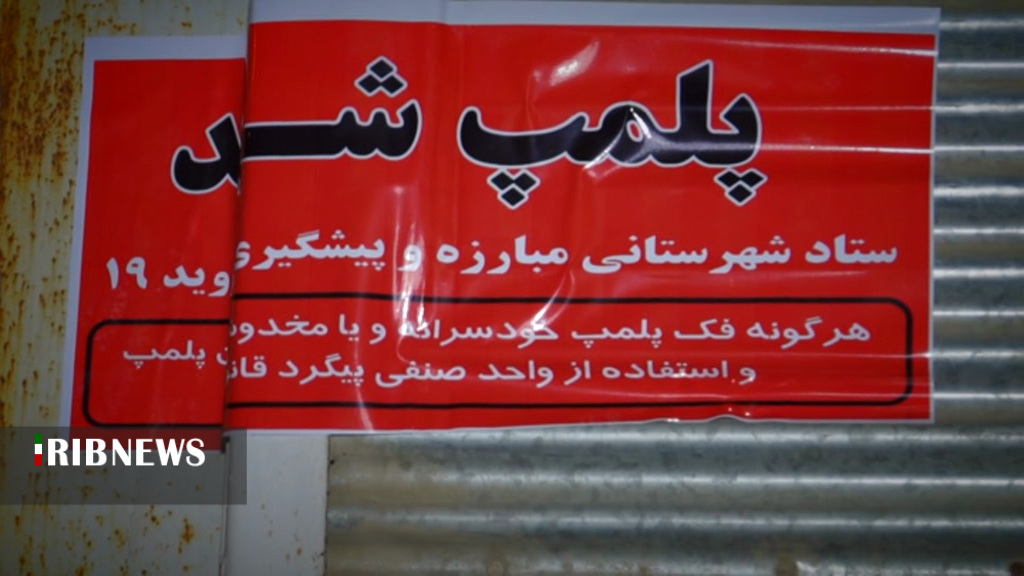 پلمپ شد
ستاد شهرستانی مبارزه و پیشگیری وید ۱۹
هرگونه فک پلمپ خودسرانه و یا مخدوش پلمپ
و استفاده از واحد صنفی پیگرد
IRIBNEWS